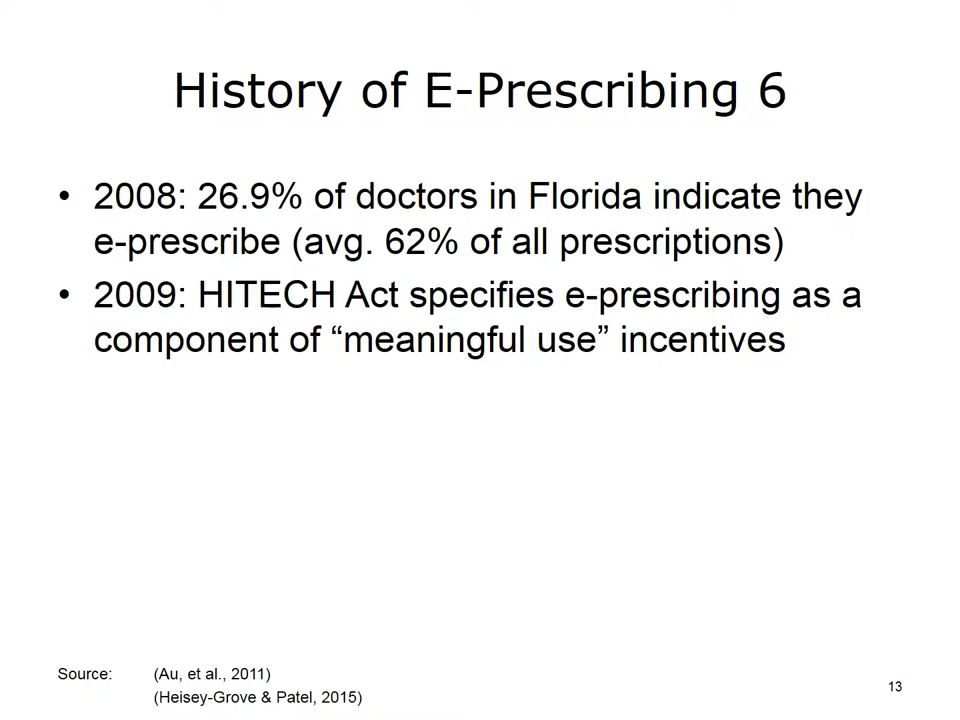 History of E-Prescribing 6
• 2008: 26.9% of doctors in Florida indicate they
e-prescribe (avg. 62% of all prescriptions)
• 2009: HITECH Act specifies e-prescribing as a
component of “meaningful use” incentives
Source: (Au, et al., 2011)
(Heisey-Grove & Patel, 2015)
13